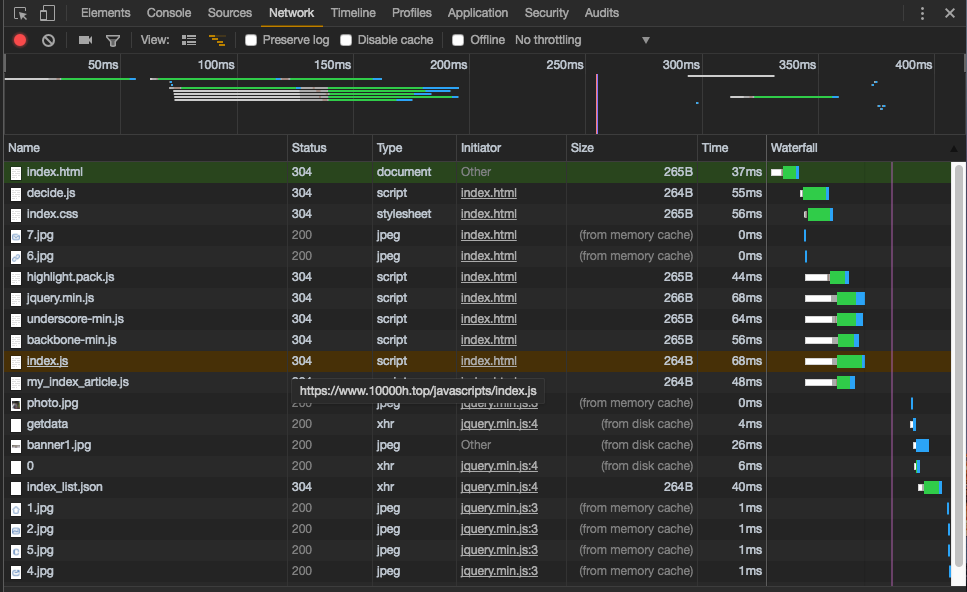 Elements Console Sources Network Timeline Profiles Application Security Audits
View: Preserve log Disable cache Offline No throttling
50ms 100ms 150ms 200ms 250ms 300ms 350ms 400ms
Name Status Type Initiator Size Time Waterfall
index.html 304 document Other 265B 37ms
decide.js 304 script index.html 264B 55ms
index.css 304 stylesheet index.html 265B 56ms
7.jpg 200 jpeg index.html (from memory cache) 0ms
6.jpg 200 jpeg index.html (from memory cache) 0ms
highlight.pack.js 304 script index.html 265B 44ms
jquery.min.js 304 script index.html 266B 68ms
underscore-min.js 304 script index.html 265B 64ms
backbone-min.js 304 script index.html 265B 56ms
index.js 304 script index.html 264B 68ms
my_index_article.js 264B 48ms
https://www.10000h.top/javascripts/index.js
photo.jpg 200 jpeg jquery.min.js:3 (from memory cache) 0ms
getdata 200 xhr jquery.min.js:4 (from disk cache) 4ms
banner1.jpg 200 jpeg Other (from disk cache) 26ms
0 200 xhr jquery.min.js:4 (from disk cache) 6ms
index_list.json 304 xhr jquery.min.js:4 264B 40ms
1.jpg 200 jpeg jquery.min.js:3 (from memory cache) 1ms
2.jpg 200 jpeg jquery.min.js:3 (from memory cache) 1ms
5.jpg 200 jpeg jquery.min.js:3 (from memory cache) 1ms
4.jpg 200 jpeg jquery.min.js:3 (from memory cache) 1ms